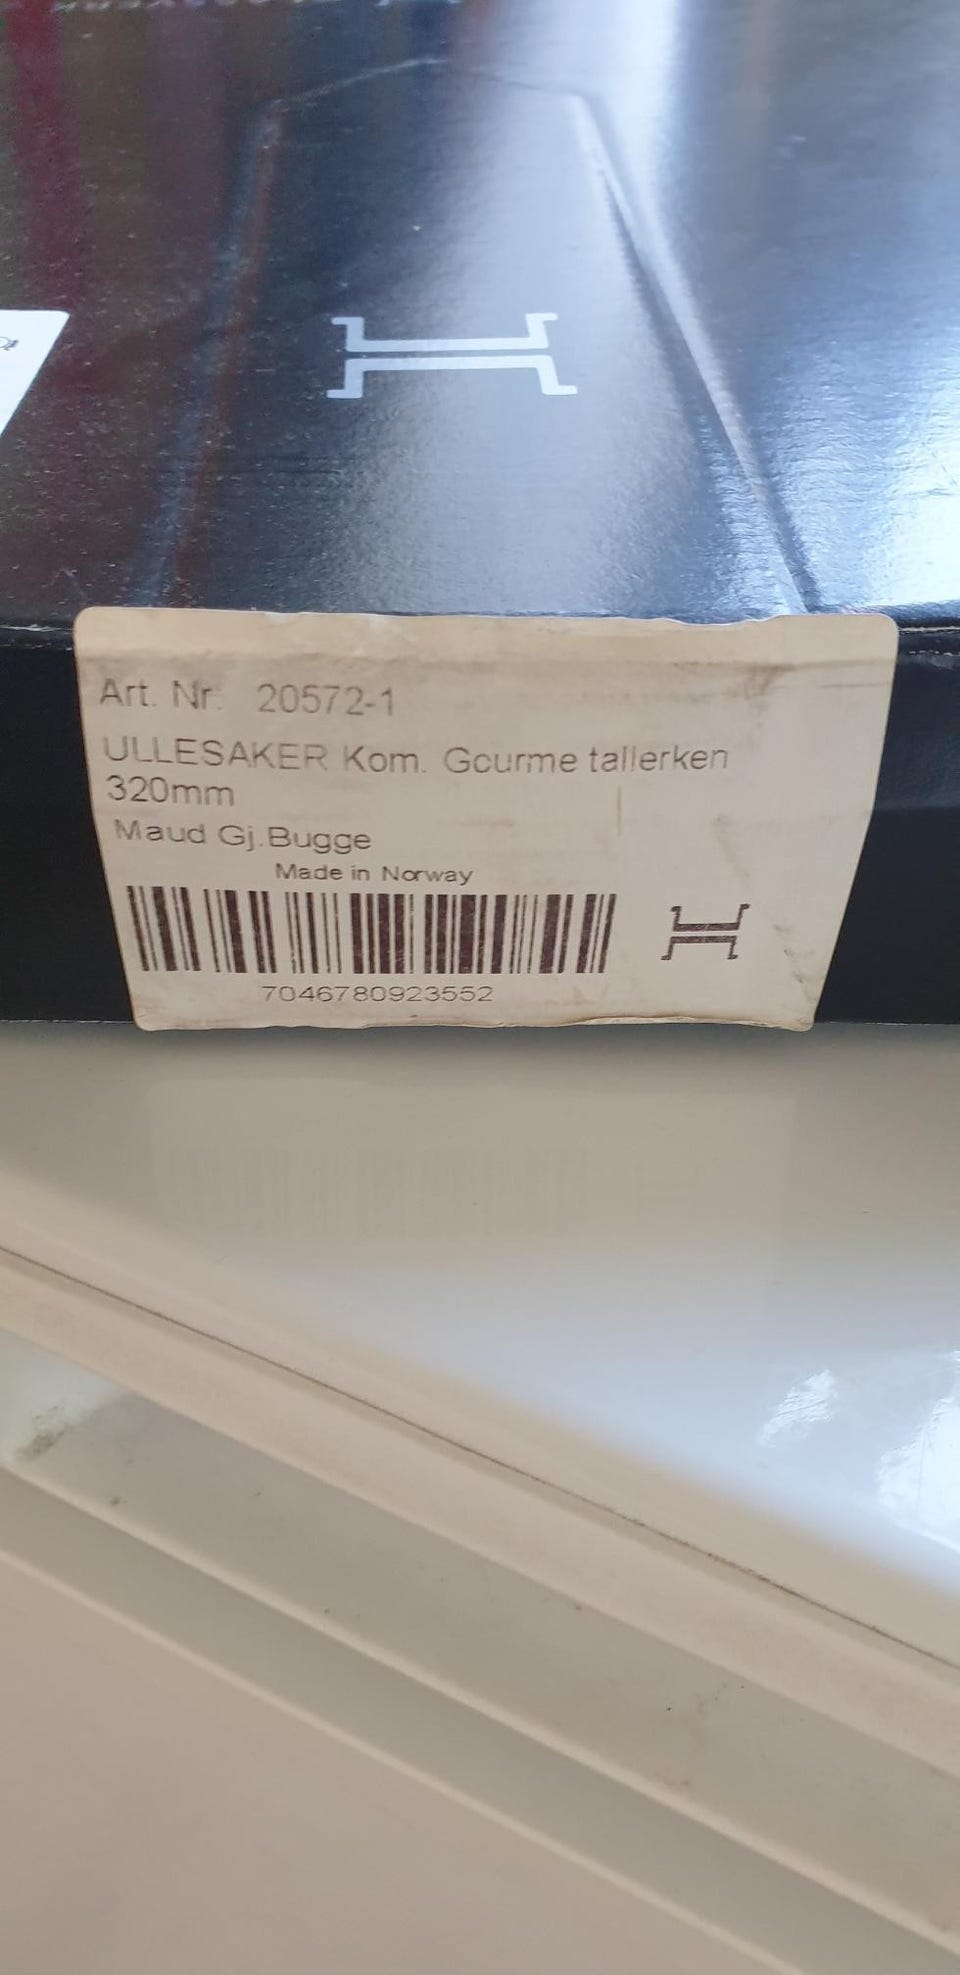 Art. Nr: 20572-1
ULLESAKER Kom. Gourme tallerken
320mm
Maud Gj.Bugge
Made in Norway
7046780923552